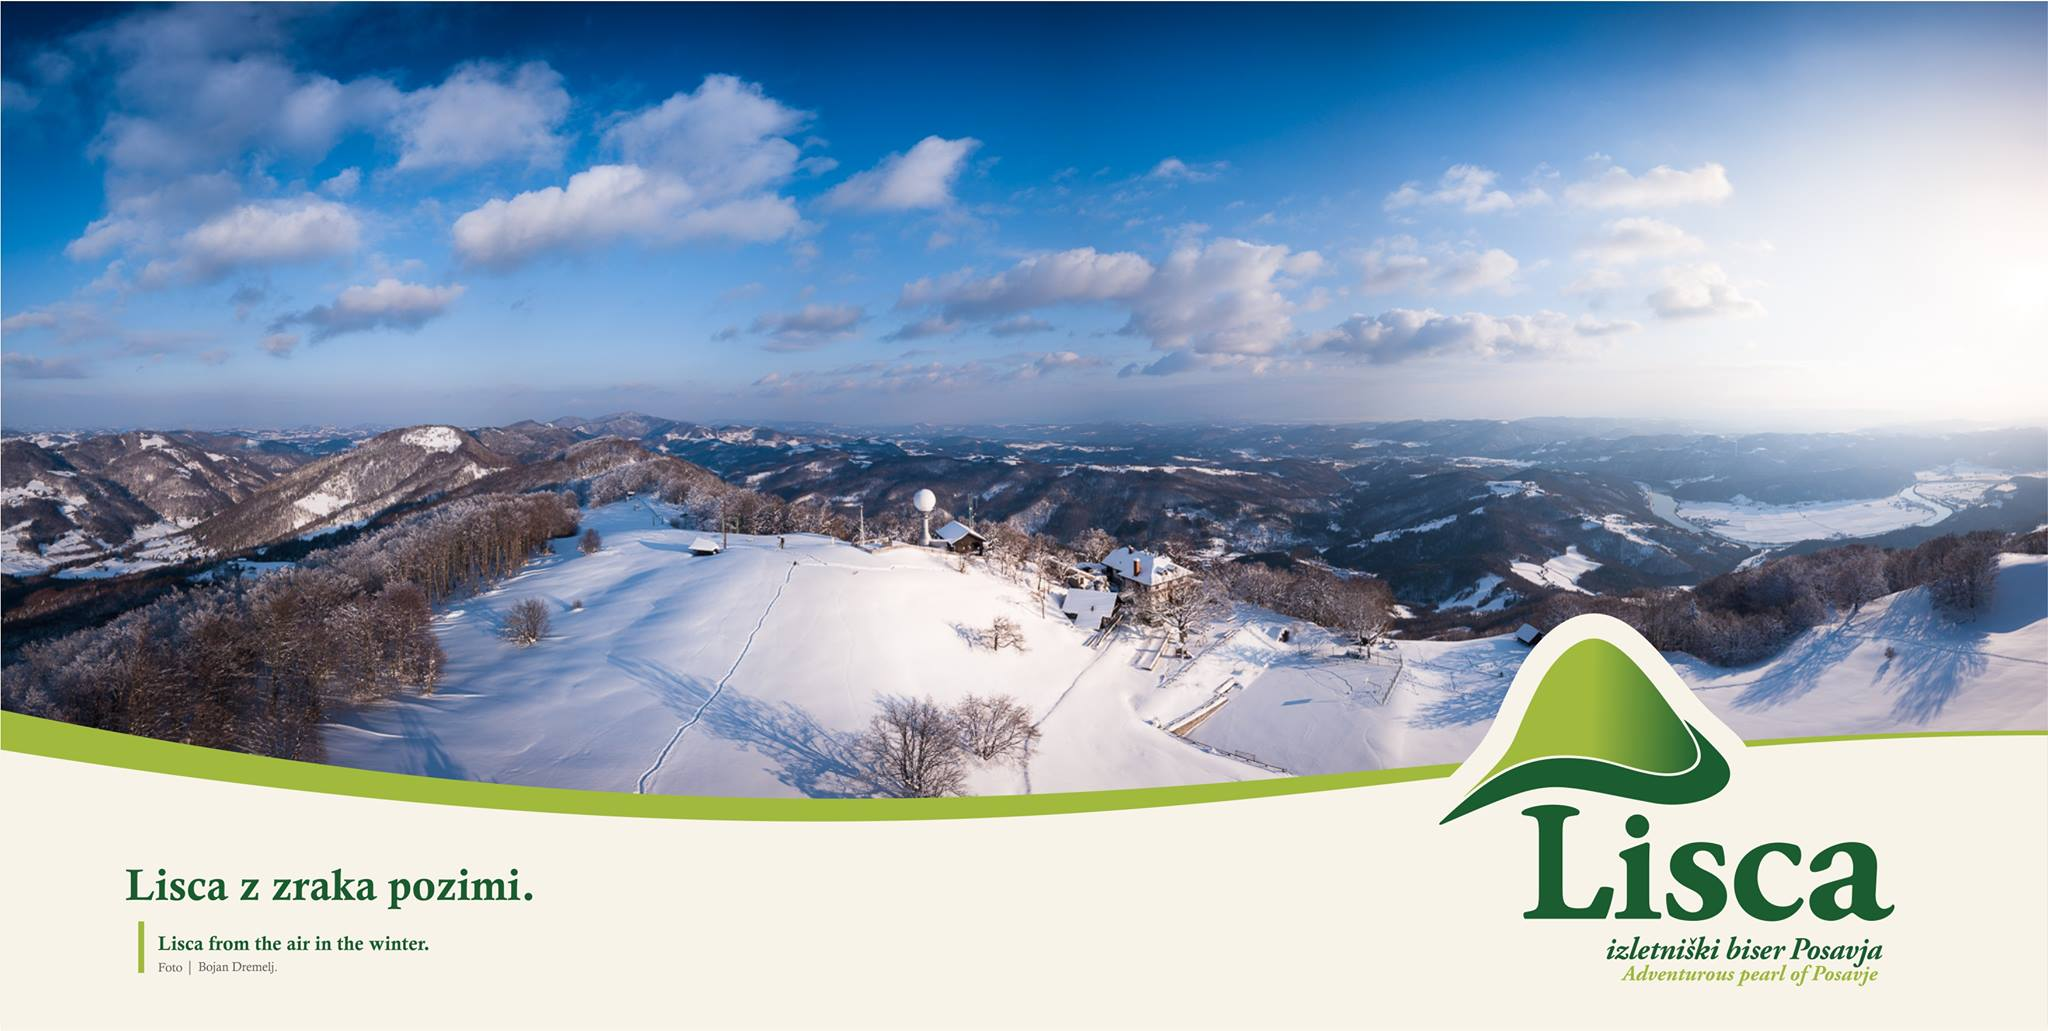 Lisca z zraka pozimi.
Lisca from the air in the winter.
Foto | Bojan Dremelj.
Lisca
izletniški biser Posavja
Adventurous pearl of Posavje